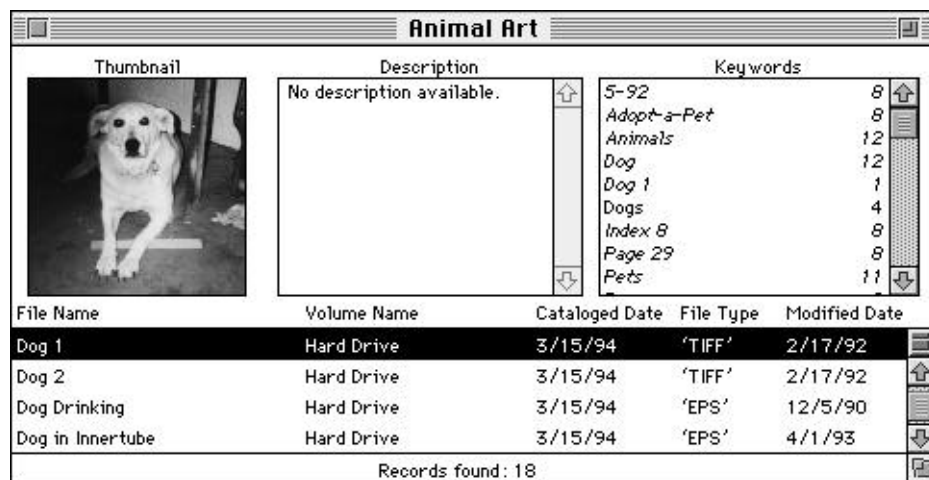 Animal Art
Thumbnail
Description
No description available.
Keywords
5-92 8
Adopt-a-Pet 8
Animals 12
Dog 12
Dog 1 1
Dogs 4
Index 8 8
Page 29 8
Pets 11
File Name Volume Name Cataloged Date File Type Modified Date
Dog 1 Hard Drive 3/15/94 'TIFF' 2/17/92
Dog 2 Hard Drive 3/15/94 'TIFF' 2/17/92
Dog Drinking Hard Drive 3/15/94 'EPS' 12/5/90
Dog in Innertube Hard Drive 3/15/94 'EPS' 4/1/93
Records found: 18